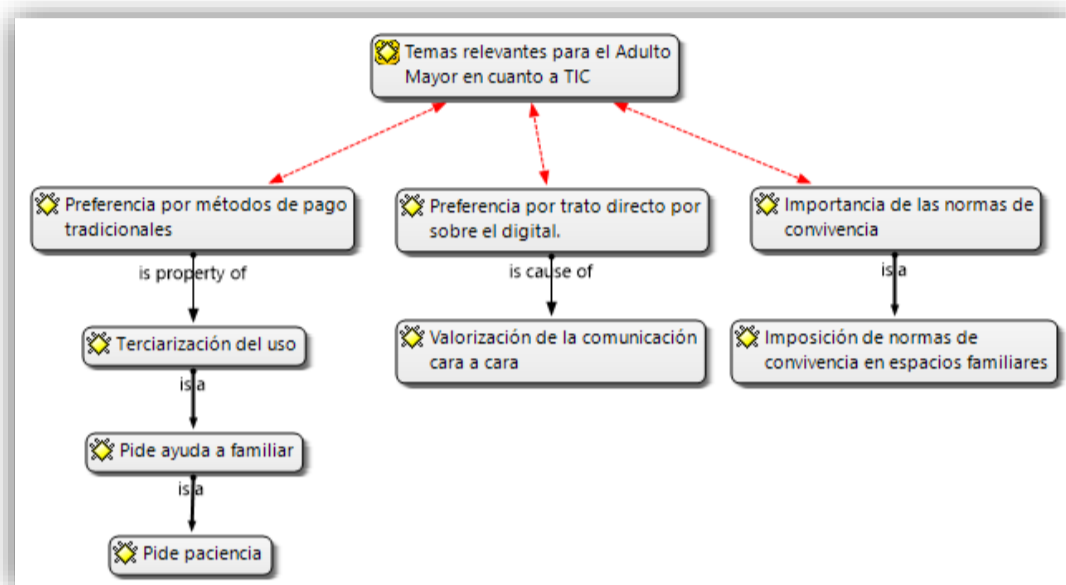 Temas relevantes para el Adulto
Mayor en cuanto a TIC
Preferencia por métodos de pago
tradicionales
Preferencia por trato directo por
sobre el digital.
Importancia de las normas de
convivencia
is property of
is cause of
is a
Terciarización del uso
Valorización de la comunicación
cara a cara
Imposición de normas de
convivencia en espacios familiares
is a
Pide ayuda a familiar
is a
Pide paciencia